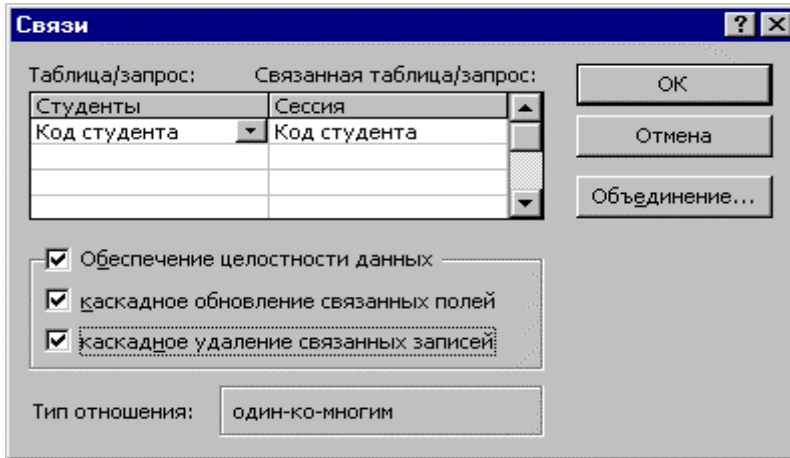 Связи
Таблица/запрос: Связанная таблица/запрос:
Студенты Сессия
Код студента Код студента
ОК
Отмена
Объединение...
Обеспечение целостности данных
каскадное обновление связанных полей
каскадное удаление связанных записей
Тип отношения: один-ко-многим